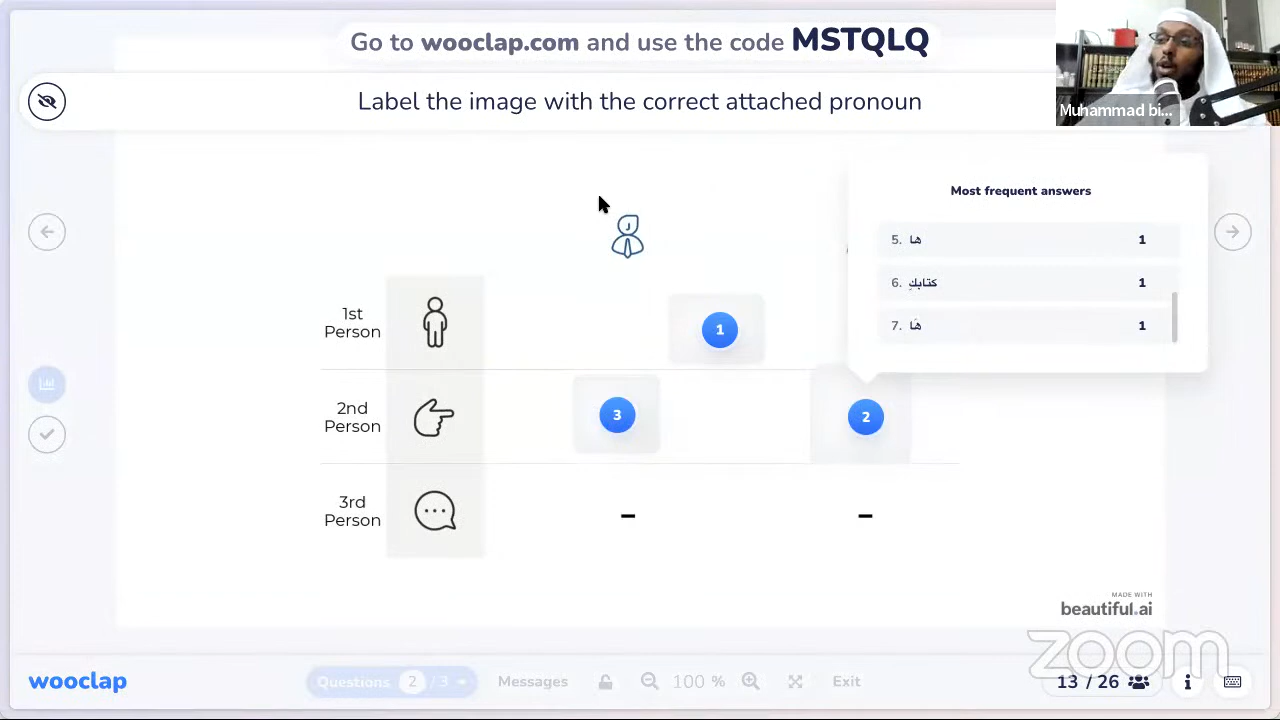 Go to wooclap.com and use the code MSTQLQ
Label the image with the correct attached pronoun
Muhammad bi...
Most frequent answers
5. ها 1
6. كتابكِ 1
7. هَا 1
1st
Person
1
2nd
Person
3
2
3rd
Person
–
–
MADE WITH
beautiful.ai
zoom
wooclap
Questions 2 / 3
Messages
100 %
Exit
13 / 26